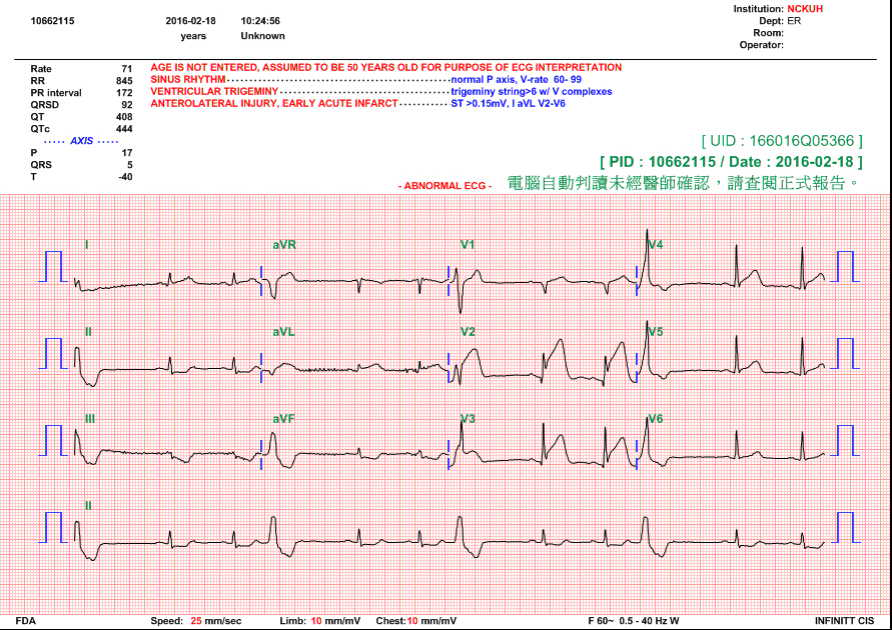 Institution: NCKUH
10662115 2016-02-18 10:24:56 Dept: ER
years Unknown Room:
Operator:
Rate 71 AGE IS NOT ENTERED, ASSUMED TO BE 50 YEARS OLD FOR PURPOSE OF ECG INTERPRETATION
RR 845 SINUS RHYTHM - - - - - - - - - - - - - - - - - - - - normal P axis, V-rate 60- 99
PR interval 172 VENTRICULAR TRIGEMINY - - - - - - - - - - - - - - - trigeminy string>6 w/ V complexes
QRSD 92 ANTEROLATERAL INJURY, EARLY ACUTE INFARCT - - - - - - - - - - ST >0.15mV, I aVL V2-V6
QT 408
QTc 444
----- AXIS -----
P 17
QRS 5
T -40
[ UID : 166016Q05366 ]
[ PID : 10662115 / Date : 2016-02-18 ]
- ABNORMAL ECG - 電腦自動判讀未經醫師確認，請查閱正式報告。
I aVR V1 V4
II aVL V2 V5
III aVF V3 V6
II
FDA Speed: 25 mm/sec Limb: 10 mm/mV Chest: 10 mm/mV F 60~ 0.5 - 40 Hz W INFINITT CIS